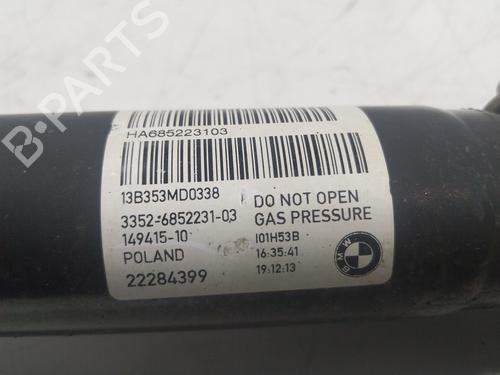 HA685223103
13B353MD0338
3352-6852231-03
149415-10
POLAND
22284399
DO NOT OPEN
GAS PRESSURE
I01H53B
16:35:41
19:12:13
BMW
B-PARTS